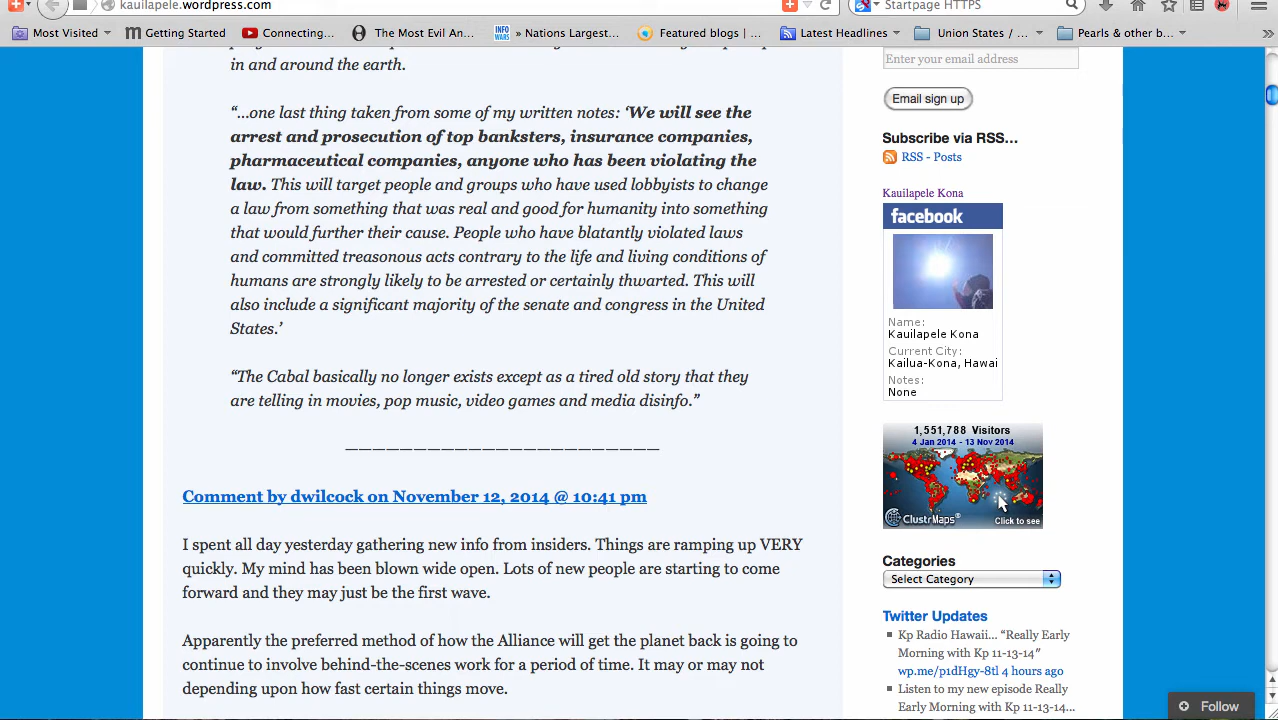 kauilapele.wordpress.com
Startpage HTTPS
Most Visited
Getting Started
Connecting...
The Most Evil An...
INFO WARS
» Nations Largest...
Featured blogs | ...
Latest Headlines
Union States / ...
Pearls & other b...
»
in and around the earth.
“…one last thing taken from some of my written notes: ‘We will see the
arrest and prosecution of top banksters, insurance companies,
pharmaceutical companies, anyone who has been violating the
law. This will target people and groups who have used lobbyists to change
a law from something that was real and good for humanity into something
that would further their cause. People who have blatantly violated laws
and committed treasonous acts contrary to the life and living conditions of
humans are strongly likely to be arrested or certainly thwarted. This will
also include a significant majority of the senate and congress in the United
States.’
“The Cabal basically no longer exists except as a tired old story that they
are telling in movies, pop music, video games and media disinfo.”
———————————————————————
Comment by dwilcock on November 12, 2014 @ 10:41 pm
I spent all day yesterday gathering new info from insiders. Things are ramping up VERY
quickly. My mind has been blown wide open. Lots of new people are starting to come
forward and they may just be the first wave.
Apparently the preferred method of how the Alliance will get the planet back is going to
continue to involve behind-the-scenes work for a period of time. It may or may not
depending upon how fast certain things move.
Enter your email address
Email sign up
Subscribe via RSS…
RSS - Posts
Kauilapele Kona
facebook
Name:
Kauilapele Kona
Current City:
Kailua-Kona, Hawai
Notes:
None
1,551,788 Visitors
4 Jan 2014 - 13 Nov 2014
ClustrMaps®
Click to see
Categories
Select Category
Twitter Updates
Kp Radio Hawaii... “Really Early
Morning with Kp 11-13-14″
wp.me/p1dHgy-8tl 4 hours ago
Listen to my new episode Really
Early Morning with Kp 11-13-14...
Follow